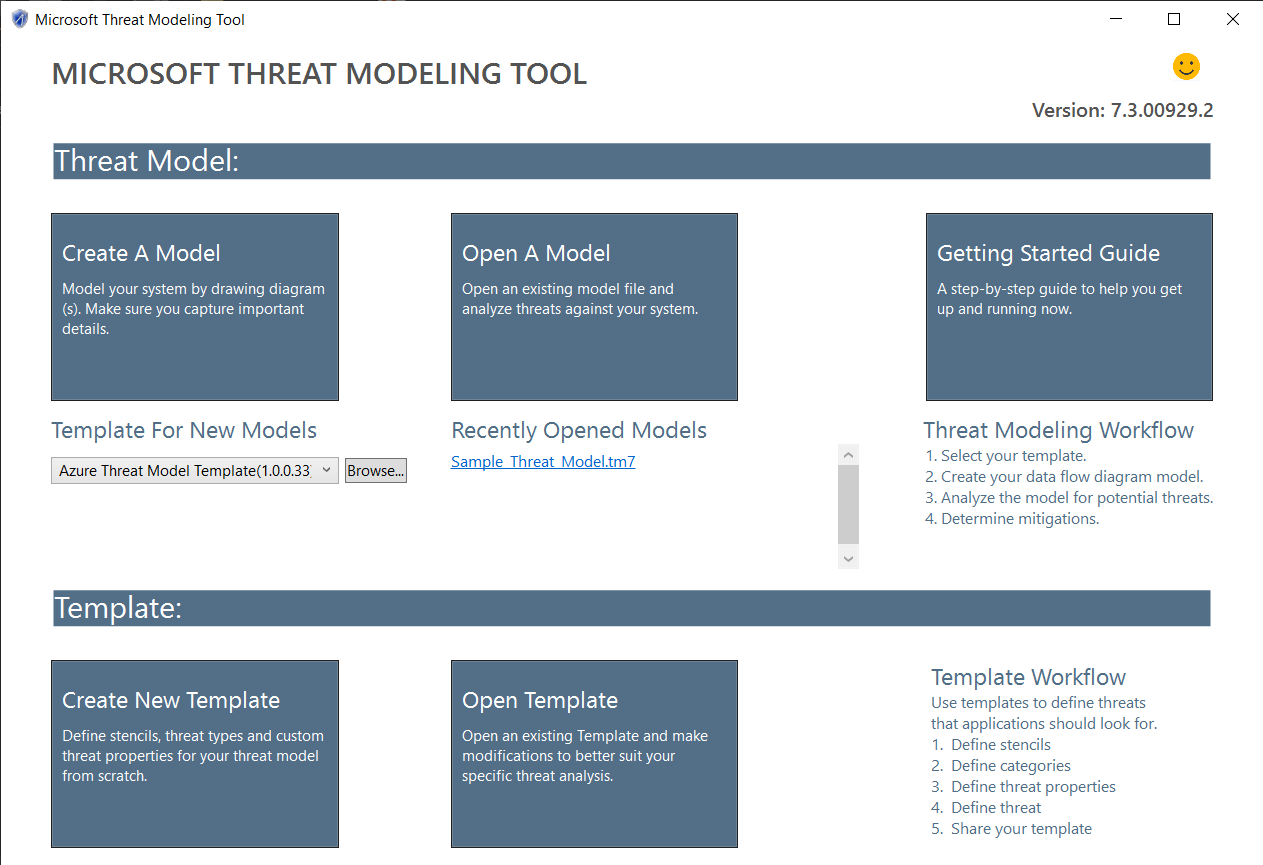 Microsoft Threat Modeling Tool
MICROSOFT THREAT MODELING TOOL
Version: 7.3.00929.2
Threat Model:
Create A Model
Model your system by drawing diagram
(s). Make sure you capture important
details.
Open A Model
Open an existing model file and
analyze threats against your system.
Getting Started Guide
A step-by-step guide to help you get
up and running now.
Template For New Models
Azure Threat Model Template(1.0.0.33)
Browse...
Recently Opened Models
Sample_Threat_Model.tm7
Threat Modeling Workflow
1. Select your template.
2. Create your data flow diagram model.
3. Analyze the model for potential threats.
4. Determine mitigations.
Template:
Create New Template
Define stencils, threat types and custom
threat properties for your threat model
from scratch.
Open Template
Open an existing Template and make
modifications to better suit your
specific threat analysis.
Template Workflow
Use templates to define threats
that applications should look for.
1. Define stencils
2. Define categories
3. Define threat properties
4. Define threat
5. Share your template